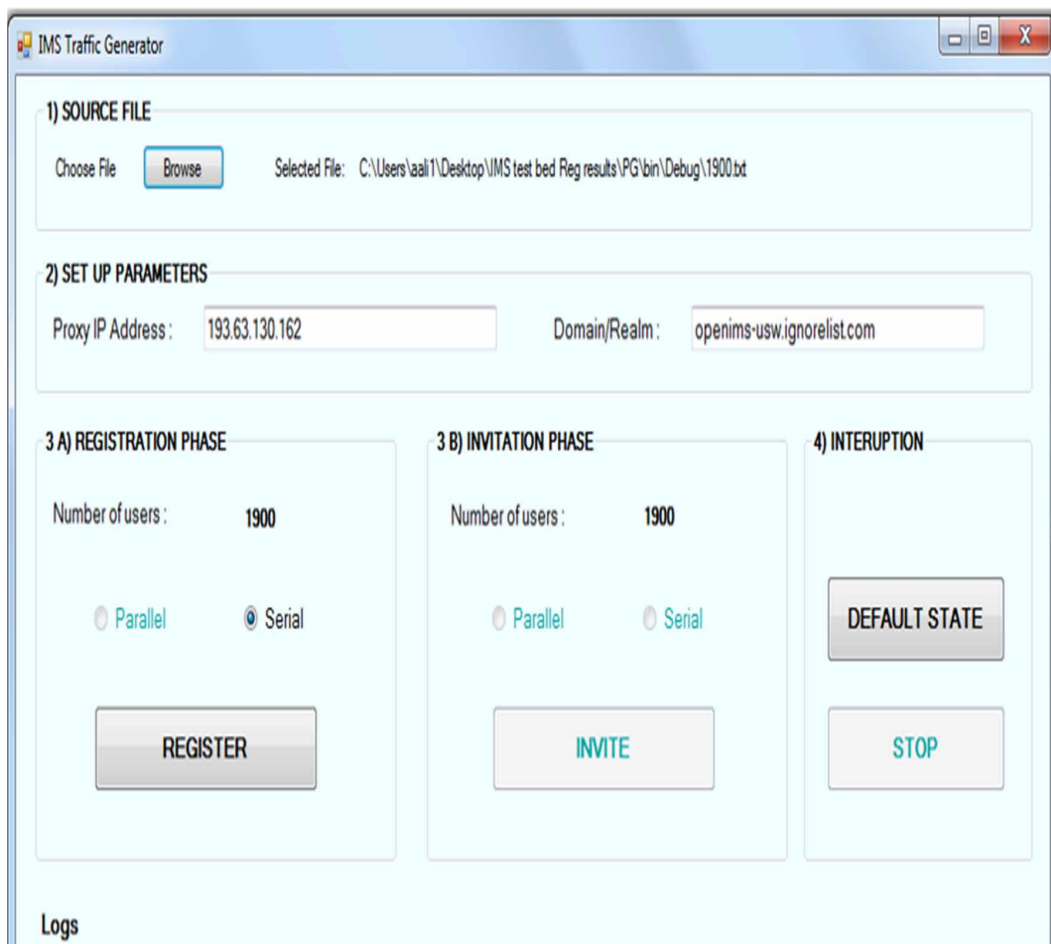 IMS Traffic Generator
1) SOURCE FILE
Choose File Browse Selected File: C:\Users\aali1\Desktop\IMS test bed Reg results\PG\bin\Debug\1900.txt
2) SET UP PARAMETERS
Proxy IP Address : 193.63.130.162 Domain/Realm : openims-usw.ignorelist.com
3 A) REGISTRATION PHASE
Number of users : 1900
Parallel Serial
REGISTER
3 B) INVITATION PHASE
Number of users : 1900
Parallel Serial
INVITE
4) INTERUPTION
DEFAULT STATE
STOP
Logs